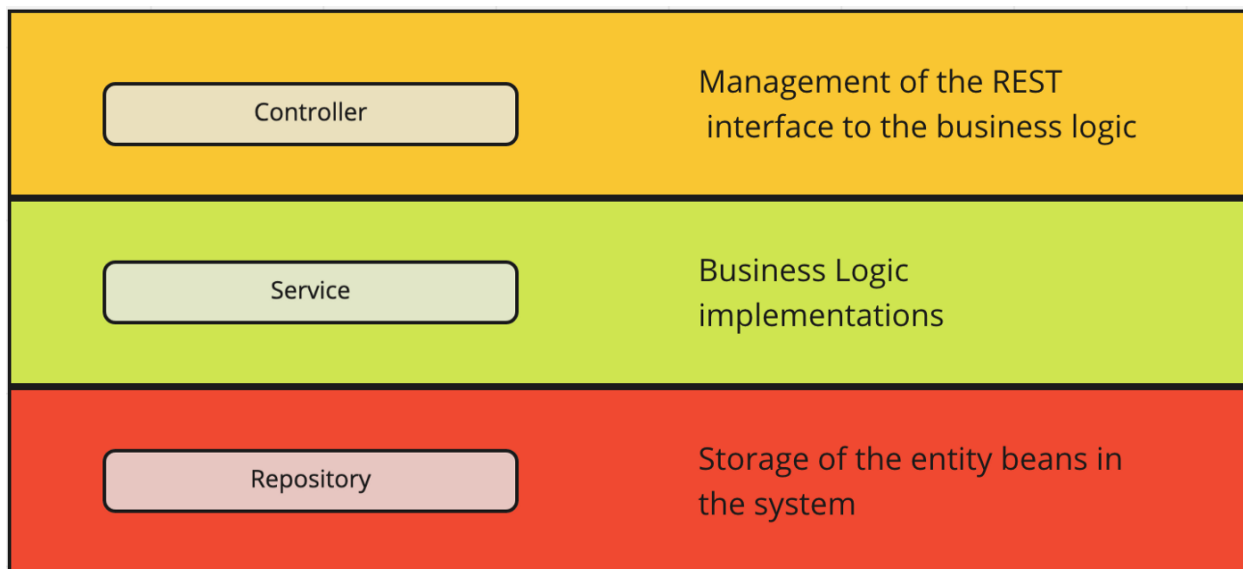 Controller
Management of the REST
interface to the business logic
Service
Business Logic
implementations
Repository
Storage of the entity beans in
the system